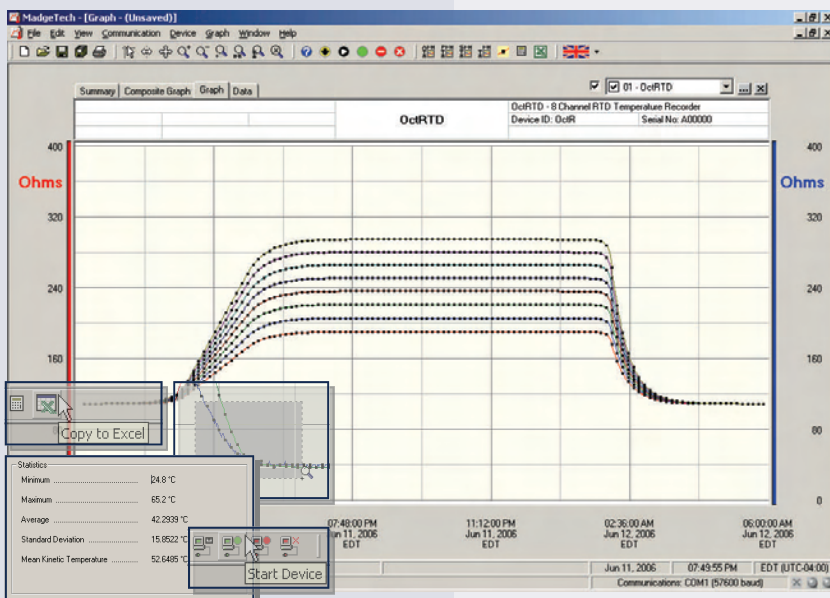 MadgeTech - [Graph - (Unsaved)]
File Edit View Communication Device Graph Window Help
Summary Composite Graph Graph Data
01 - OctRTD
OctRTD
OctRTD - 8 Channel RTD Temperature Recorder
Device ID: OctR Serial No: A00000
400 400
Ohms Ohms
320 320
240 240
160 160
80
0
Copy to Excel
Statistics
Minimum 24.8 °C
Maximum 65.2 °C
Average 42.2939 °C
Standard Deviation 15.8522 °C
Mean Kinetic Temperature 52.6485 °C
Start Device
07:48:00 PM 11:12:00 PM 02:36:00 AM 06:00:00 AM
Jun 11, 2006 Jun 11, 2006 Jun 12, 2006 Jun 12, 2006
EDT EDT EDT EDT
Jun 11, 2006 07:49:55 PM EDT (UTC-04:00)
Communications: COM1 (57600 baud)